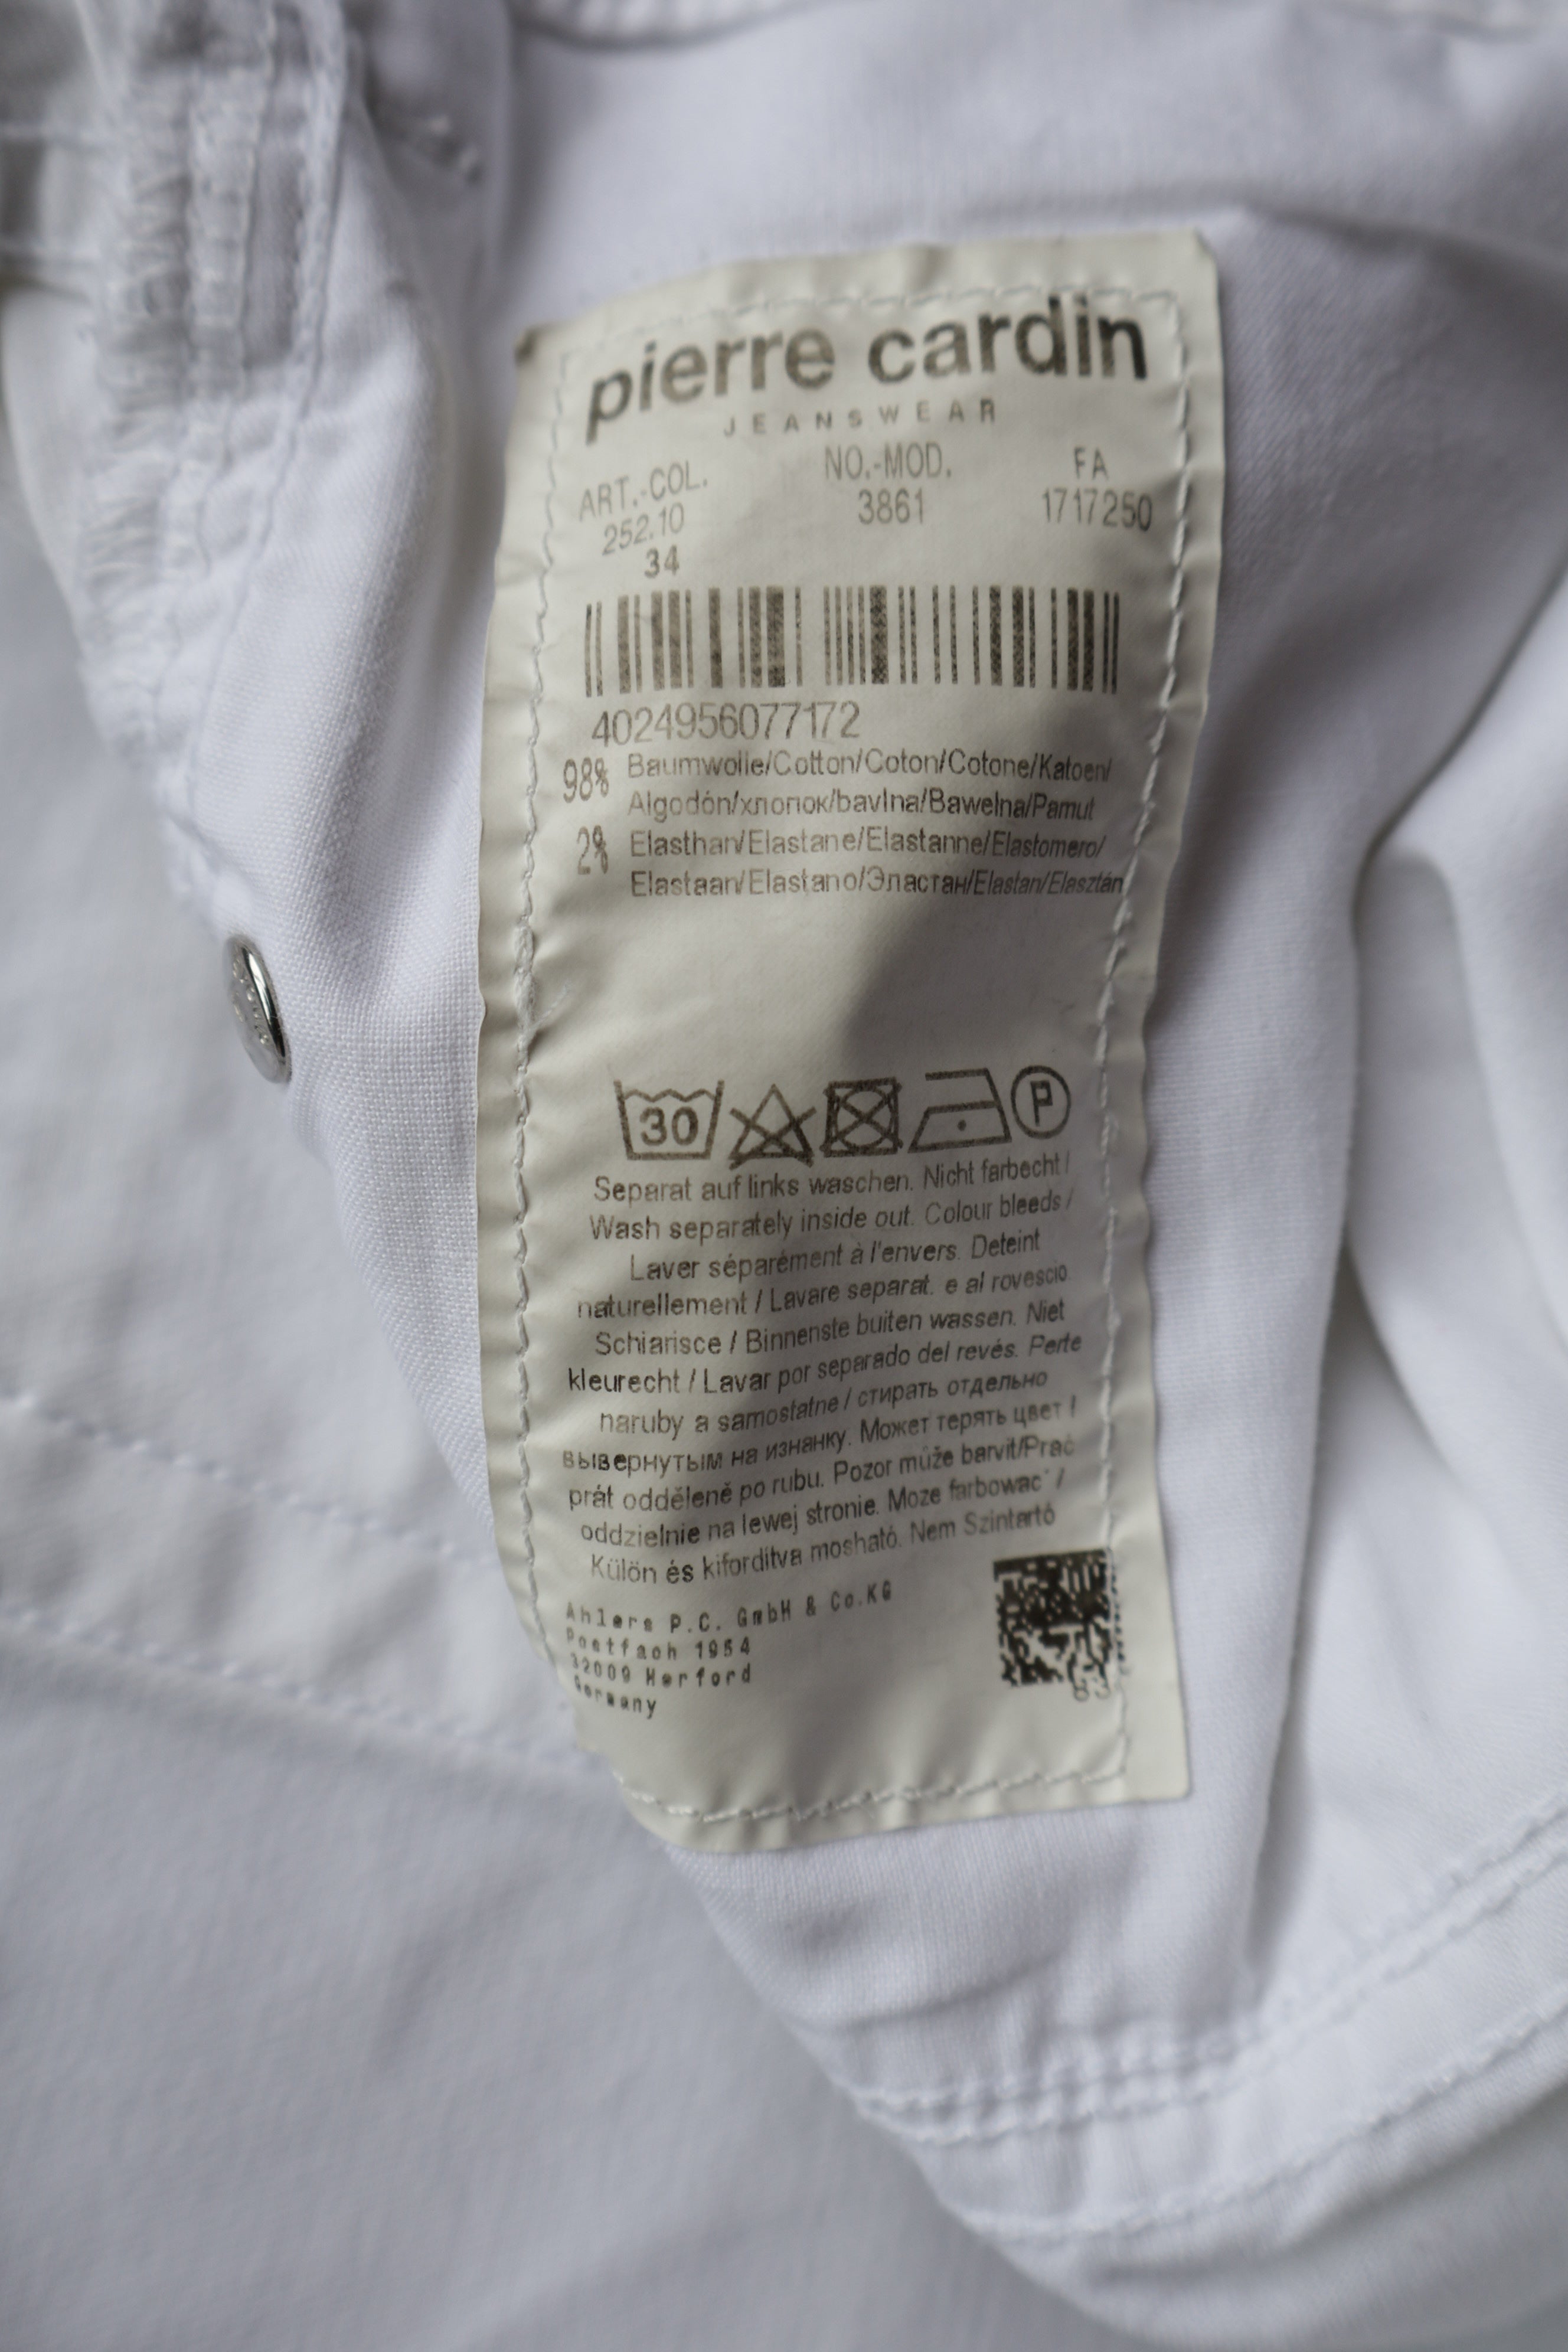 pierre cardin
JEANSWEAR
ART.-COL. NO.-MOD. FA
252.10 3861 1717250
34
4024956077172
98% Baumwolle/Cotton/Coton/Cotone/Katoen/
Algodón/хлопок/bavlna/Bawelna/Pamut
2% Elasthan/Elastane/Elastanne/Elastomero/
Elastaan/Elastano/Эластан/Elastan/Elasztán
30 P
Separat auf links waschen. Nicht farbecht /
Wash separately inside out. Colour bleeds /
Laver séparément à l'envers. Deteint
naturellement / Lavare separat. e al rovescio
Schiarisce / Binnenste buiten wassen. Niet
kleurecht / Lavar por separado del revés. Perte
naruby a samostatne / стирать отдельно
вывернутым на изнанку. Может терять цвет /
prát odděleně po rubu. Pozor může barvit/Prać
oddzielnie na lewej stronie. Moze farbowac´ /
Külön és kiforditva mosható. Nem Szintartó
Ahlers P.C. GmbH & Co.KG
Postfach 1954
32009 Herford
Germany